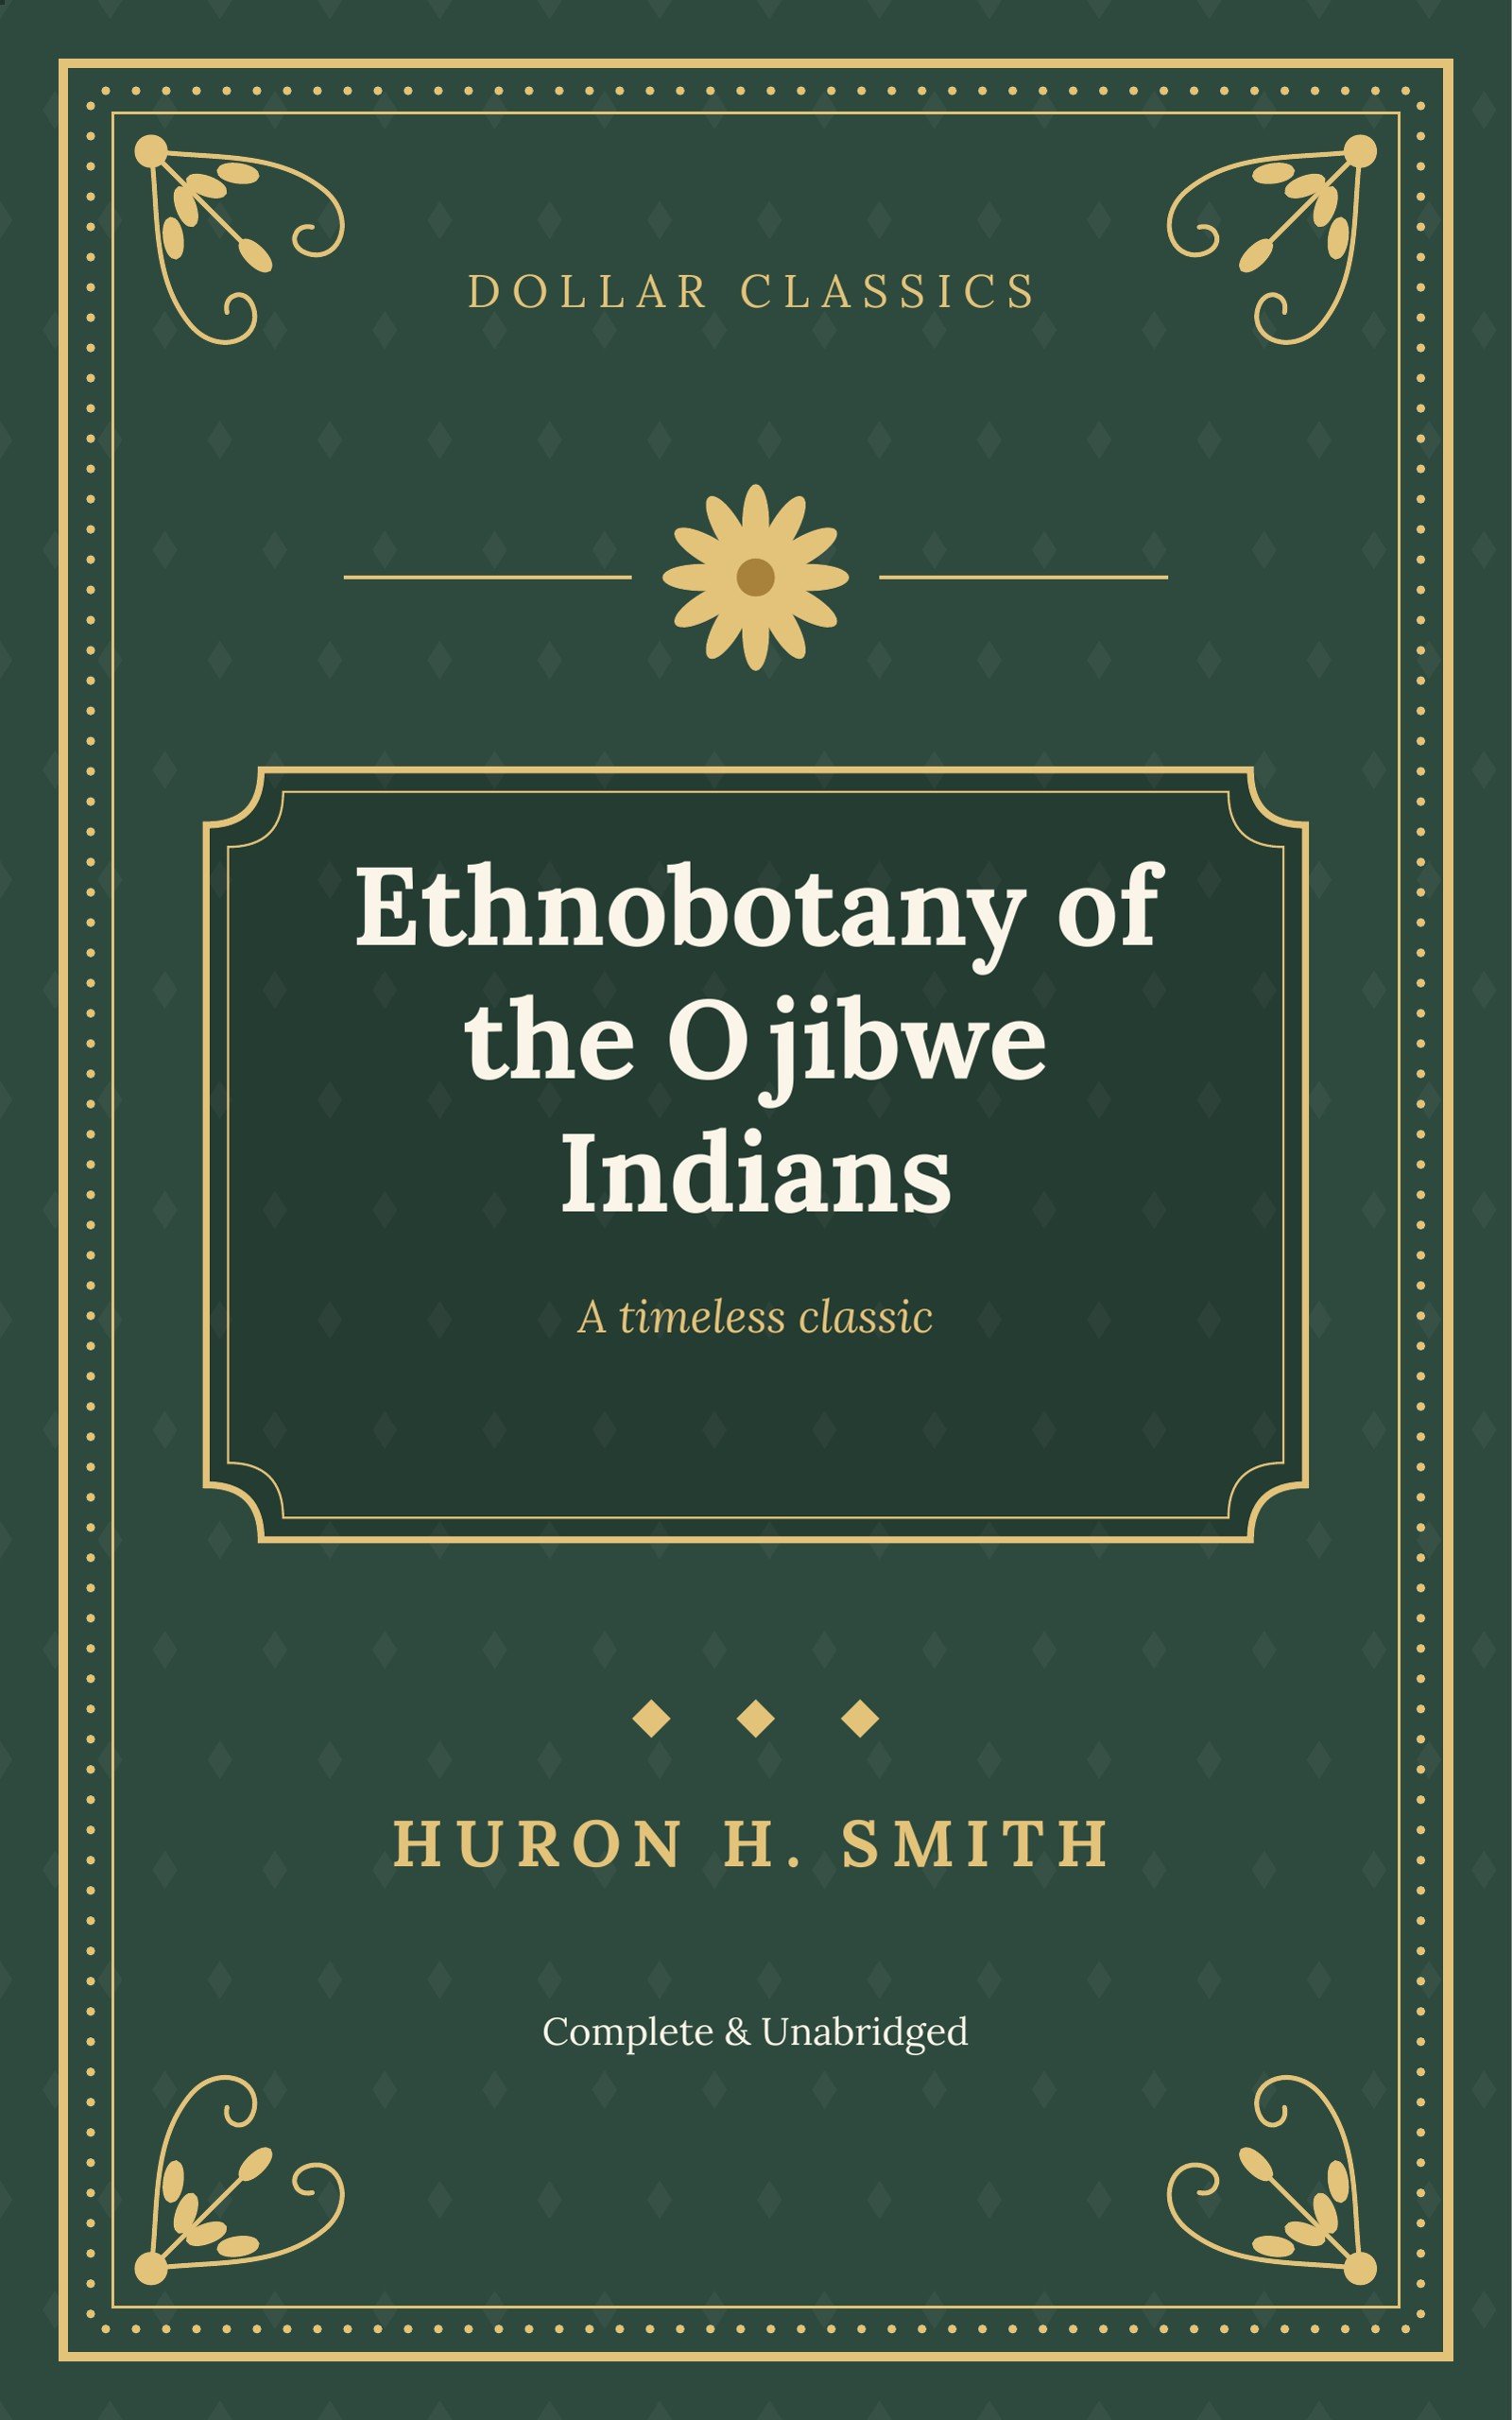 DOLLAR CLASSICS
Ethnobotany of
the Ojibwe
Indians
A timeless classic
HURON H. SMITH
Complete & Unabridged